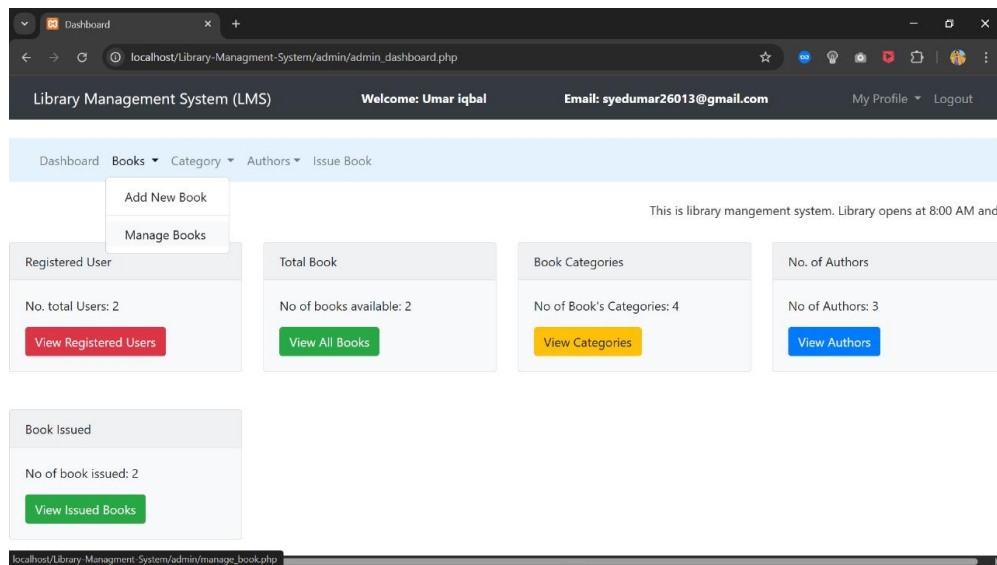 Dashboard
localhost/Library-Managment-System/admin/admin_dashboard.php
Library Management System (LMS) Welcome: Umar iqbal Email: syedumar26013@gmail.com My Profile Logout
Dashboard Books Category Authors Issue Book
Add New Book
Manage Books
This is library mangement system. Library opens at 8:00 AM and
Registered User Total Book Book Categories No. of Authors
No. total Users: 2 No of books available: 2 No of Book's Categories: 4 No of Authors: 3
View Registered Users View All Books View Categories View Authors
Book Issued
No of book issued: 2
View Issued Books
localhost/Library-Managment-System/admin/manage_book.php